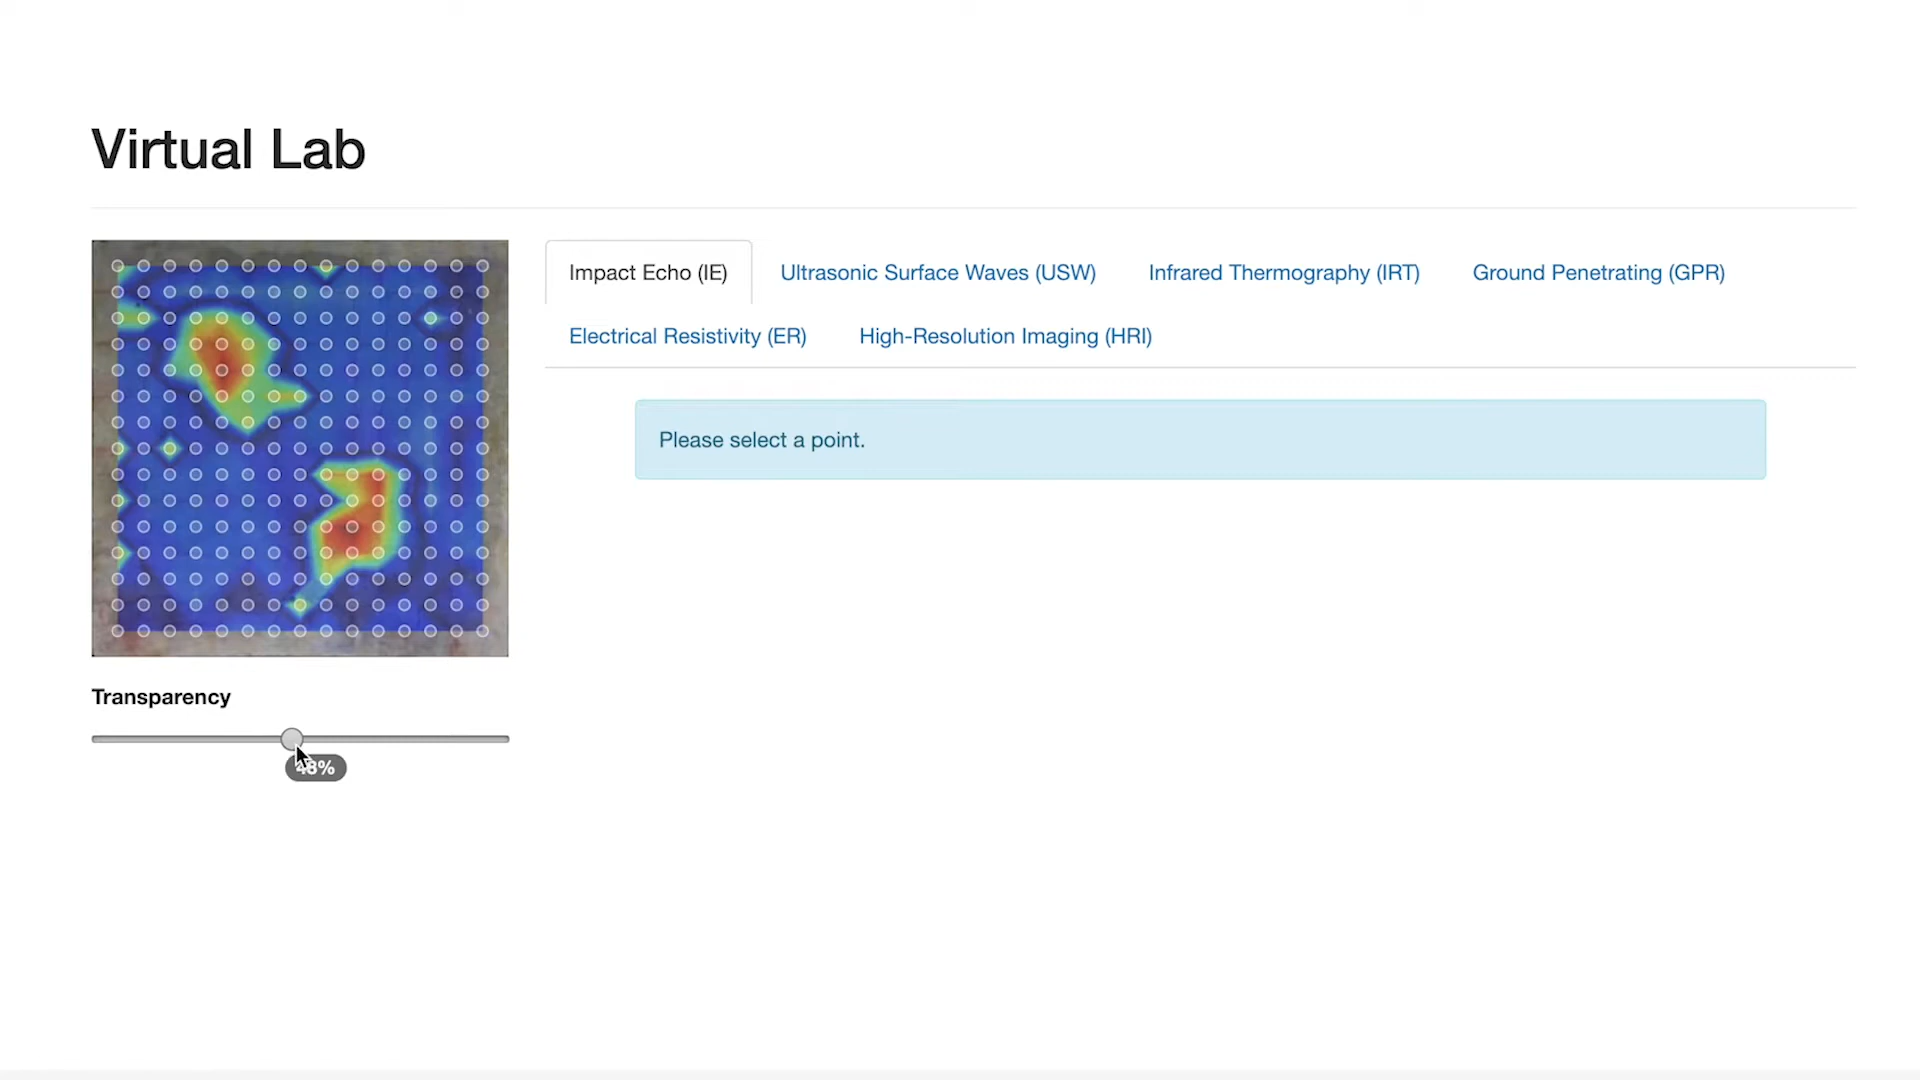 Virtual Lab
Impact Echo (IE) Ultrasonic Surface Waves (USW) Infrared Thermography (IRT) Ground Penetrating (GPR)
Electrical Resistivity (ER) High-Resolution Imaging (HRI)
Please select a point.
Transparency
48%